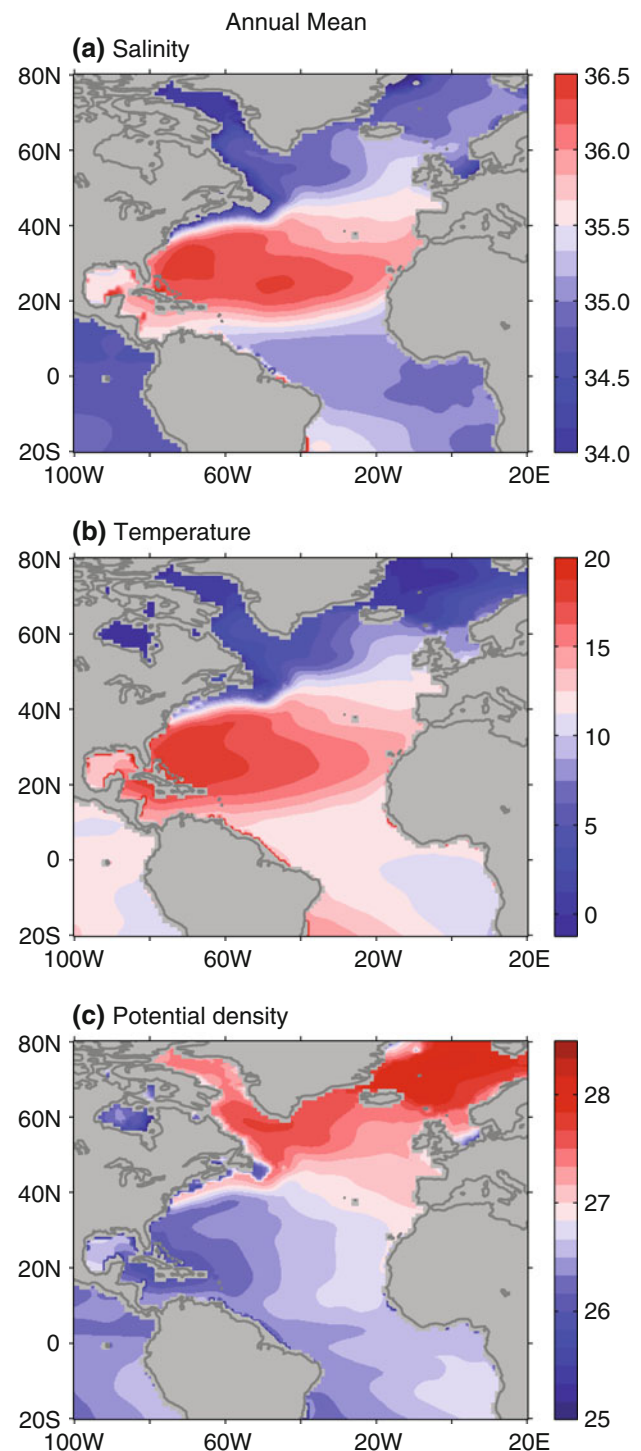 Annual Mean
(a) Salinity
80N
60N
40N
20N
0
20S
100W 60W 20W 20E
36.5
36.0
35.5
35.0
34.5
34.0
(b) Temperature
80N
60N
40N
20N
0
20S
100W 60W 20W 20E
20
15
10
5
0
(c) Potential density
80N
60N
40N
20N
0
20S
100W 60W 20W 20E
28
27
26
25